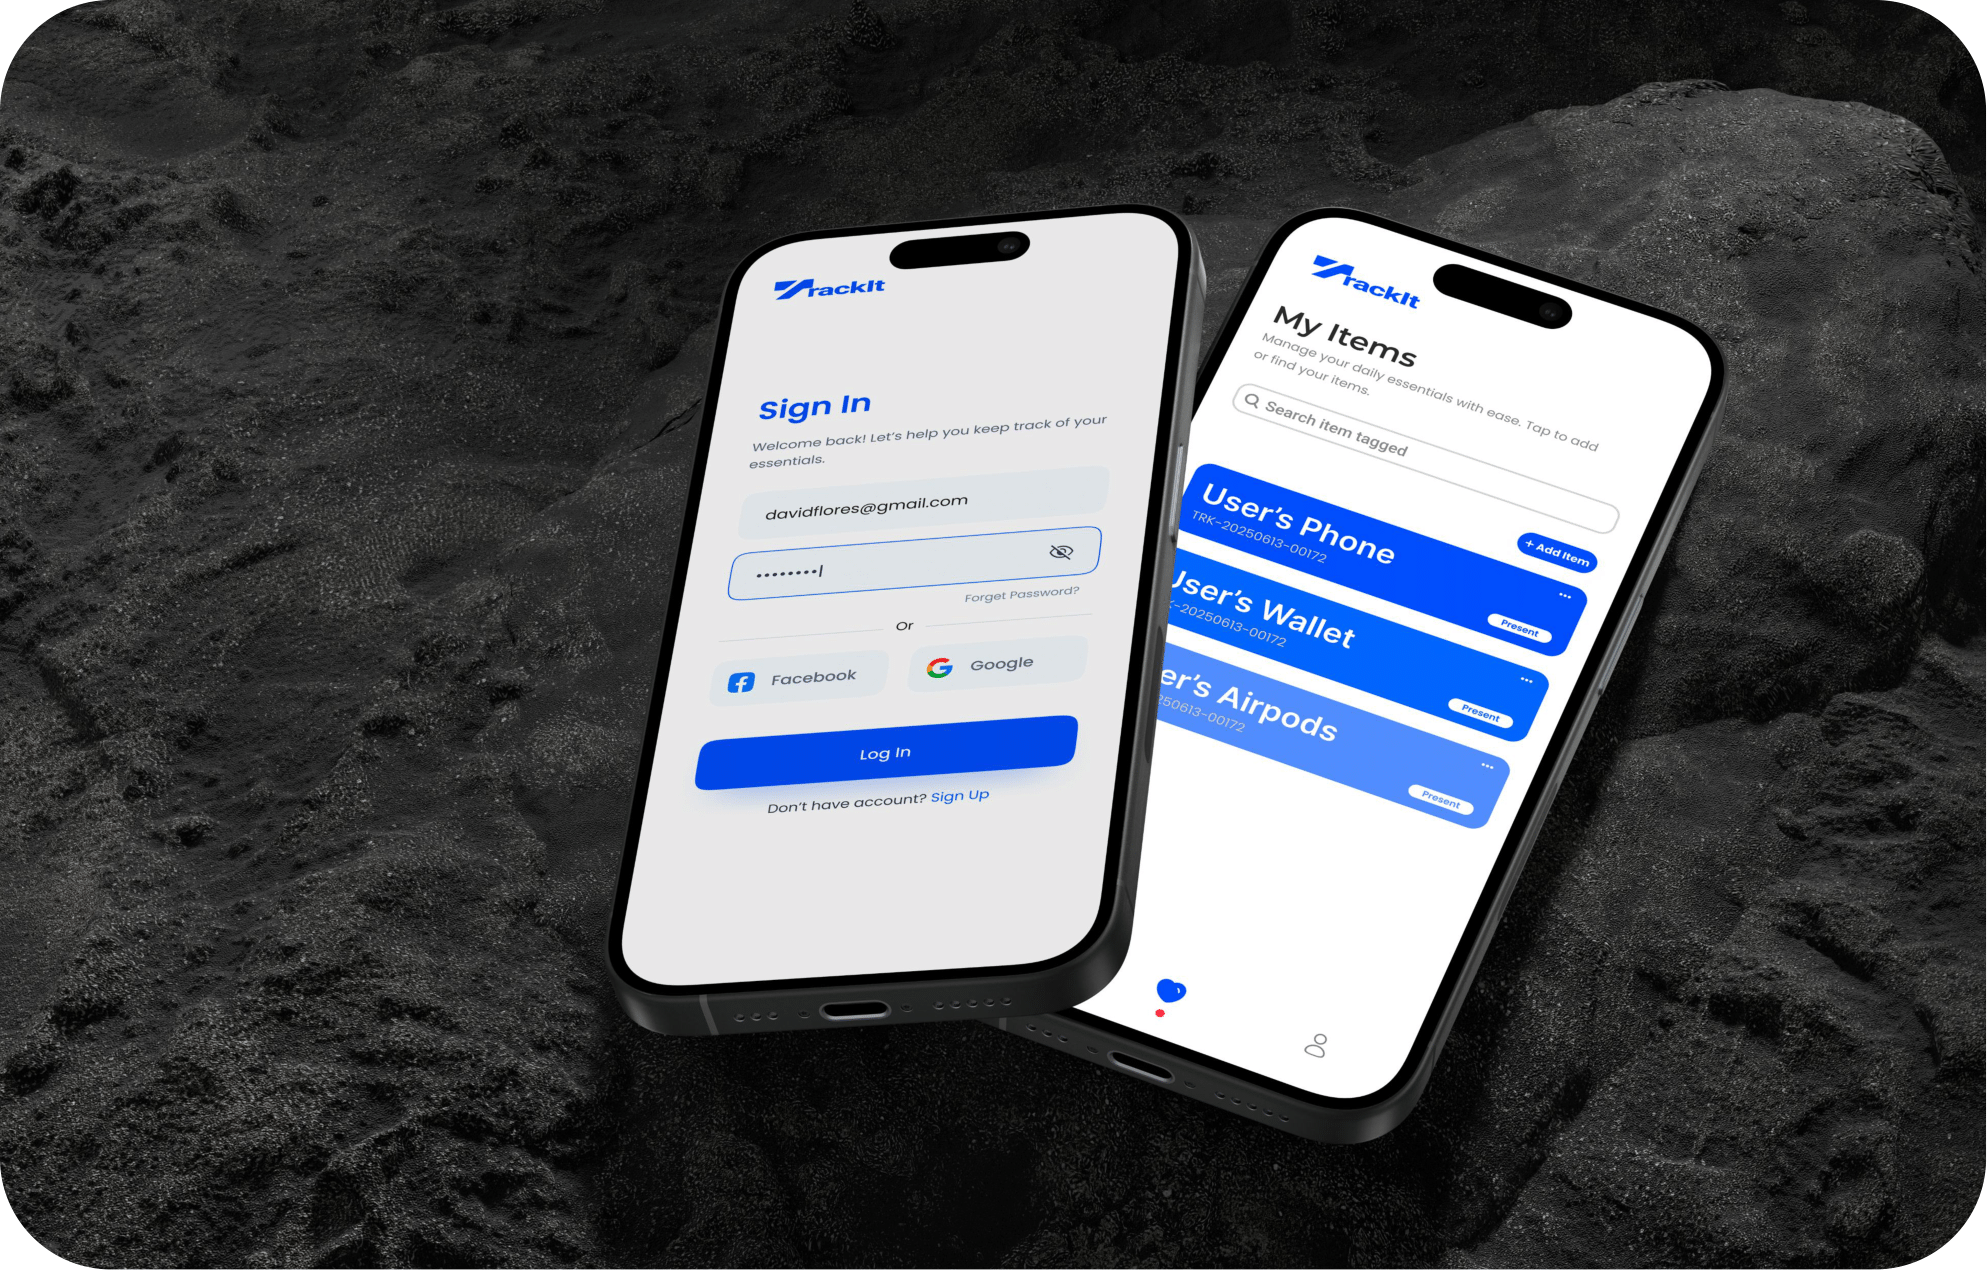 TrackIt
Sign In
Welcome back! Let's help you keep track of your
essentials.
davidflores@gmail.com
••••••••
Forget Password?
Or
Facebook
Google
Log In
Don't have account? Sign Up
TrackIt
My Items
Manage your daily essentials with ease. Tap to add
or find your items.
Search item tagged
+ Add Item
User's Phone
TRK-20250613-00172
Present
User's Wallet
K-20250613-00172
Present
er's Airpods
250613-00172
Present